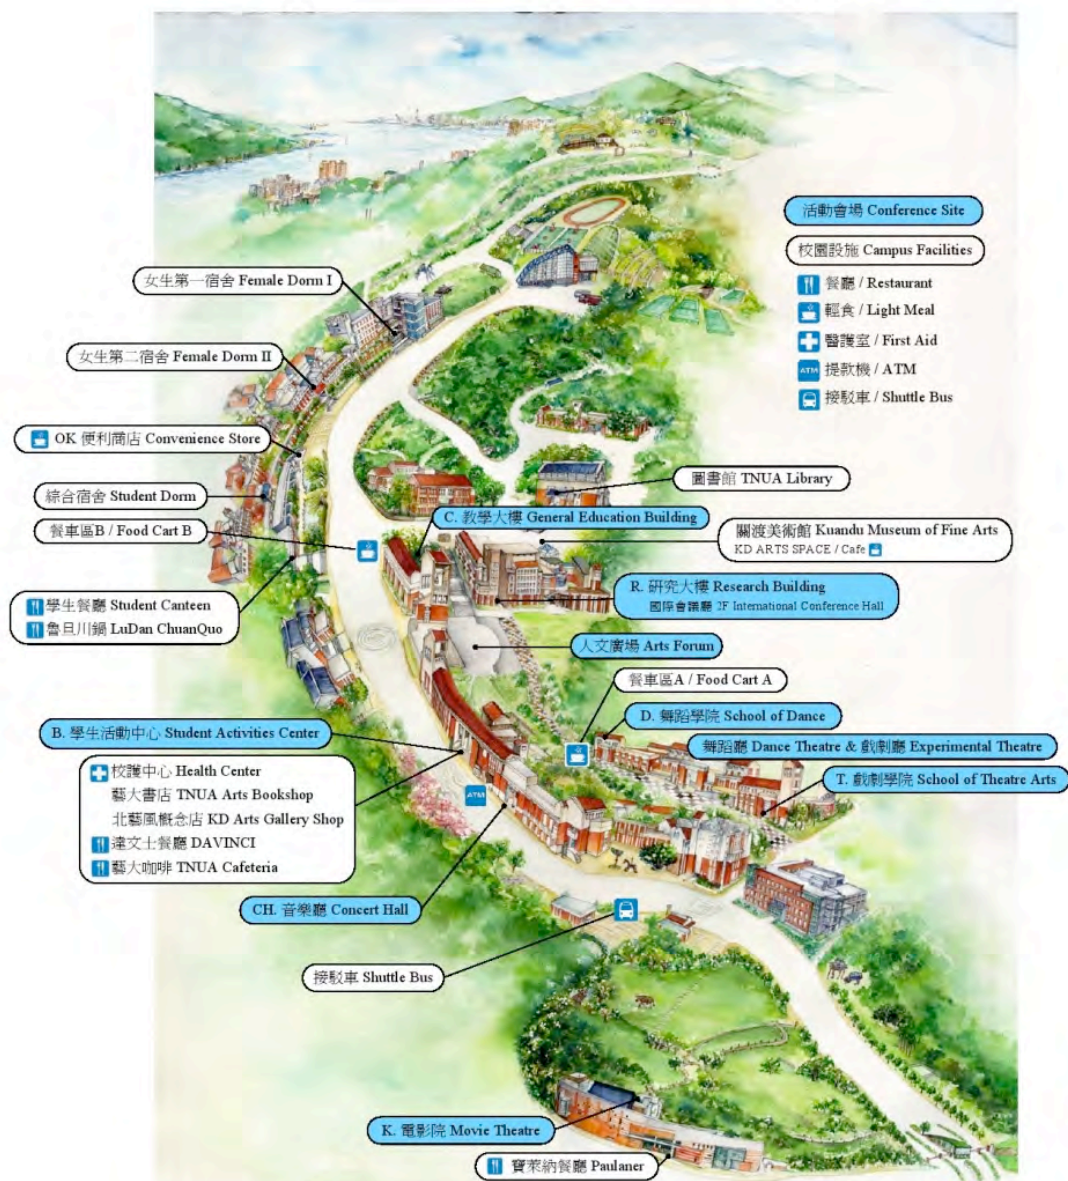 活動會場 Conference Site
校園設施 Campus Facilities
餐廳 / Restaurant
輕食 / Light Meal
醫護室 / First Aid
ATM 提款機 / ATM
接駁車 / Shuttle Bus
女生第一宿舍 Female Dorm I
女生第二宿舍 Female Dorm II
OK 便利商店 Convenience Store
綜合宿舍 Student Dorm
餐車區B / Food Cart B
學生餐廳 Student Canteen
魯旦川鍋 LuDan ChuanQuo
圖書館 TNUA Library
C. 教學大樓 General Education Building
關渡美術館 Kuandu Museum of Fine Arts
KD ARTS SPACE / Cafe
R. 研究大樓 Research Building
國際會議廳 2F International Conference Hall
人文廣場 Arts Forum
餐車區A / Food Cart A
D. 舞蹈學院 School of Dance
舞蹈廳 Dance Theatre & 戲劇廳 Experimental Theatre
T. 戲劇學院 School of Theatre Arts
B. 學生活動中心 Student Activities Center
校護中心 Health Center
藝大書店 TNUA Arts Bookshop
北藝風概念店 KD Arts Gallery Shop
達文士餐廳 DAVINCI
藝大咖啡 TNUA Cafeteria
ATM
CH. 音樂廳 Concert Hall
接駁車 Shuttle Bus
K. 電影院 Movie Theatre
寶萊納餐廳 Paulaner